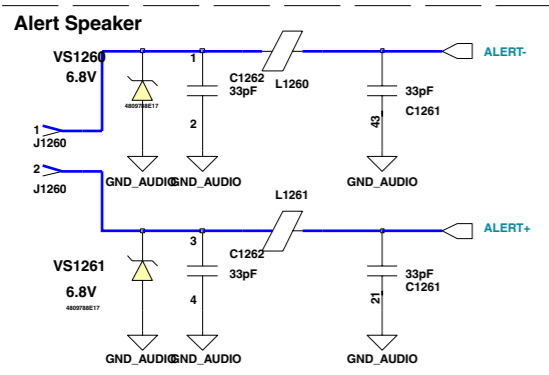 Alert Speaker
VS1260
6.8V
4809788E17
1
C1262
33pF
2
L1260
33pF
C1261
43
ALERT-
1
J1260
2
J1260
GND_AUDIO
GND_AUDIO
GND_AUDIO
L1261
ALERT+
VS1261
6.8V
4809788E17
3
C1262
33pF
4
33pF
C1261
21
GND_AUDIO
GND_AUDIO
GND_AUDIO